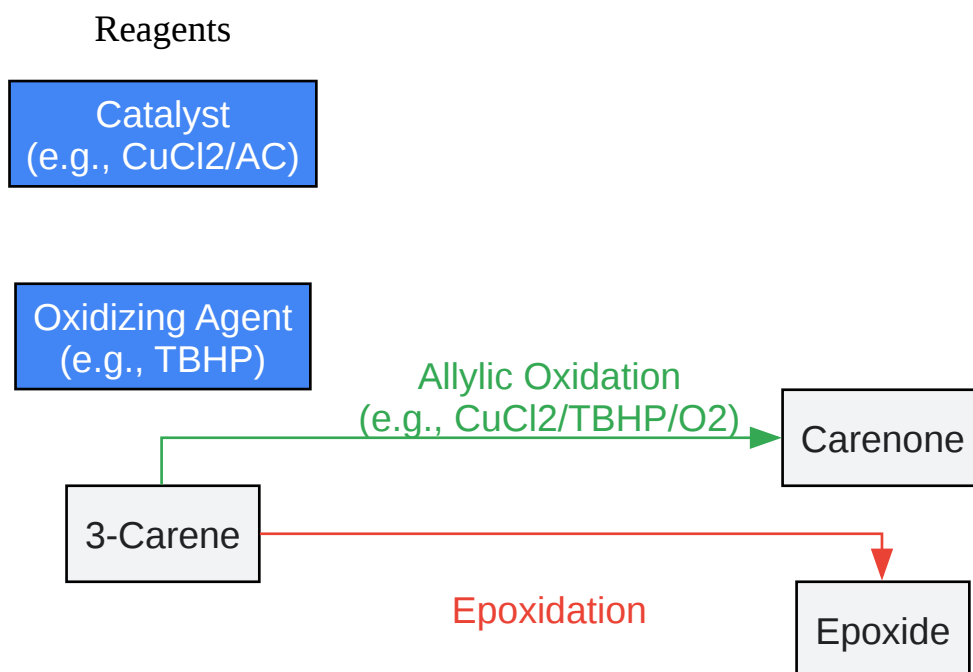 Reagents
Catalyst
(e.g., CuCl2/AC)
Oxidizing Agent
(e.g., TBHP)
Allylic Oxidation
(e.g., CuCl2/TBHP/O2)
Carenone
3-Carene
Epoxidation
Epoxide